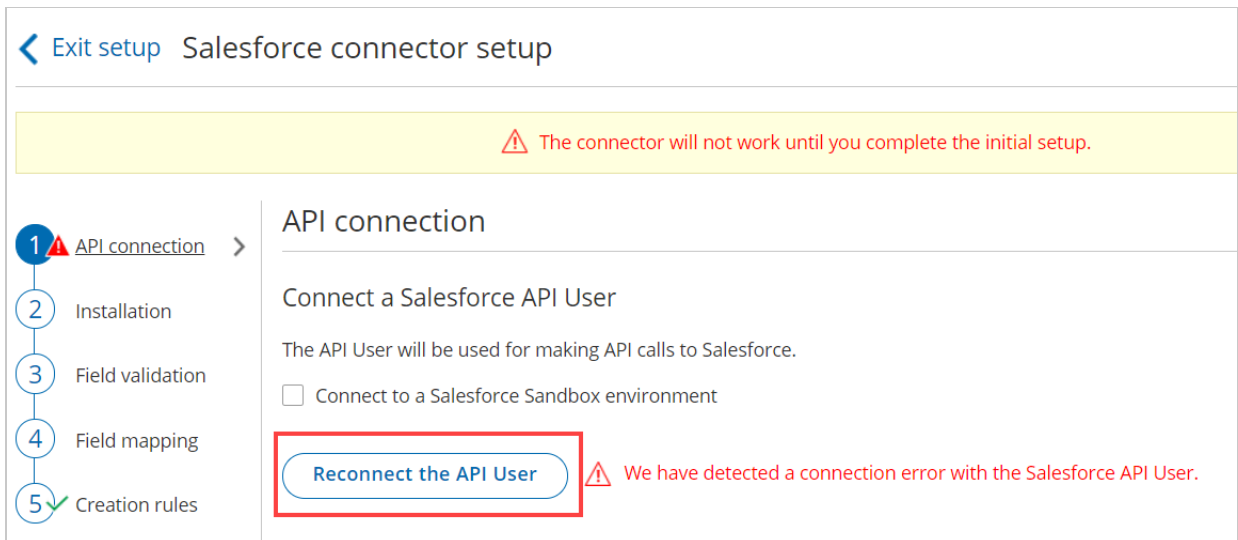 Exit setup Salesforce connector setup
The connector will not work until you complete the initial setup.
1 API connection
2 Installation
3 Field validation
4 Field mapping
5 Creation rules
API connection
Connect a Salesforce API User
The API User will be used for making API calls to Salesforce.
Connect to a Salesforce Sandbox environment
Reconnect the API User We have detected a connection error with the Salesforce API User.